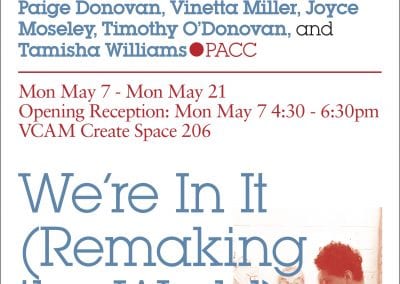 Paige Donovan, Vinetta Miller, Joyce
Moseley, Timothy O'Donovan, and
Tamisha Williams●PACC
Mon May 7 - Mon May 21
Opening Reception: Mon May 7 4:30 - 6:30pm
VCAM Create Space 206
We're In It
(Remaking